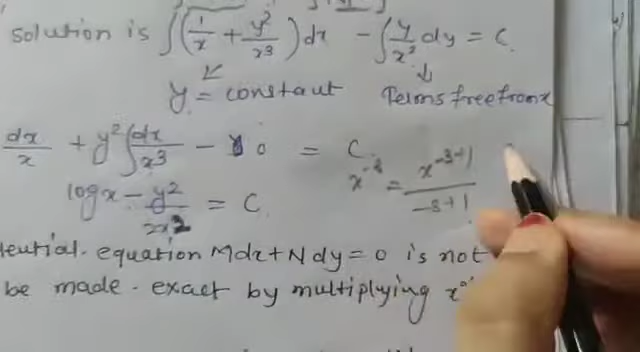 solution is ∫(1/x + y²/x³)dx - ∫y/x² dy = C.
y = constant Terms free from x
dx/x + y²∫dx/x³ - 0 = C.
x⁻³ = x⁻³⁺¹/-3+1
log x - y²/2x² = C
equation Mdx+Ndy=0 is not
be made exact by multiplying